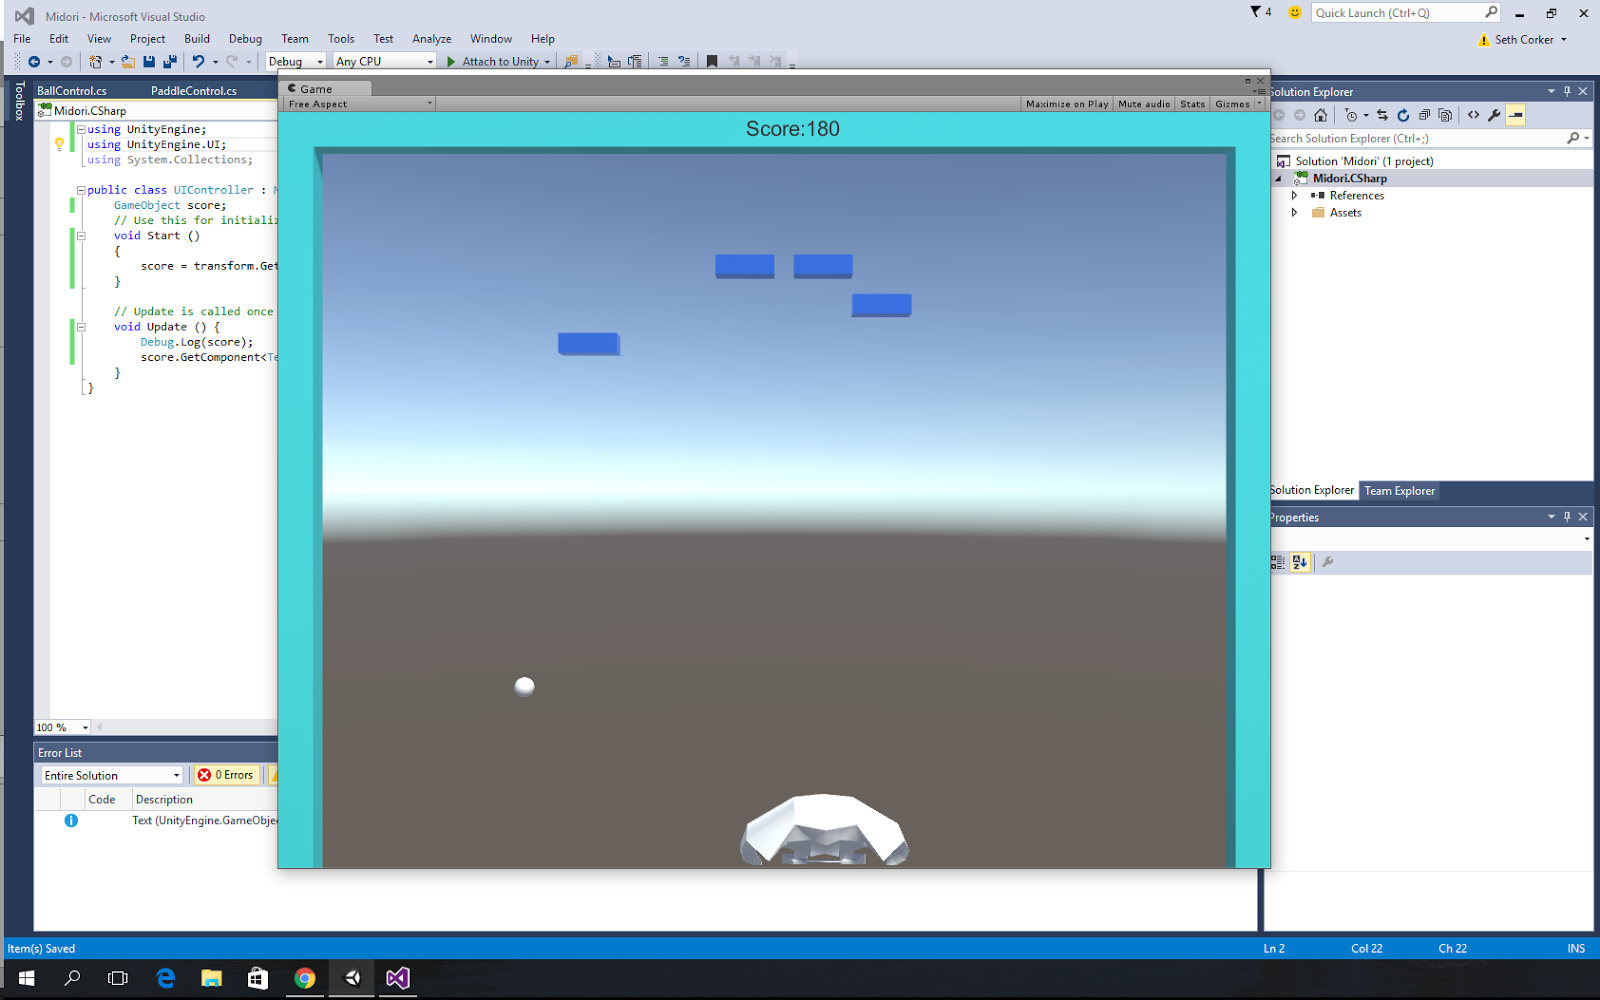 Midori - Microsoft Visual Studio
4
Quick Launch (Ctrl+Q)
File Edit View Project Build Debug Team Tools Test Analyze Window Help
Seth Corker
Debug Any CPU Attach to Unity
Toolbox
BallControl.cs PaddleControl.cs
Midori.CSharp
using UnityEngine;
using UnityEngine.UI;
using System.Collections;
public class UIController :
GameObject score;
// Use this for initializ
void Start ()
{
score = transform.Get
}
// Update is called once
void Update () {
Debug.Log(score);
score.GetComponent<Te
}
}
100 %
Game
Free Aspect
Maximize on Play Mute audio Stats Gizmos
Score:180
Solution Explorer
Search Solution Explorer (Ctrl+;)
Solution 'Midori' (1 project)
Midori.CSharp
References
Assets
Solution Explorer Team Explorer
Properties
Error List
Entire Solution 0 Errors
Code Description
Text (UnityEngine.GameObje
Item(s) Saved
Ln 2 Col 22 Ch 22 INS